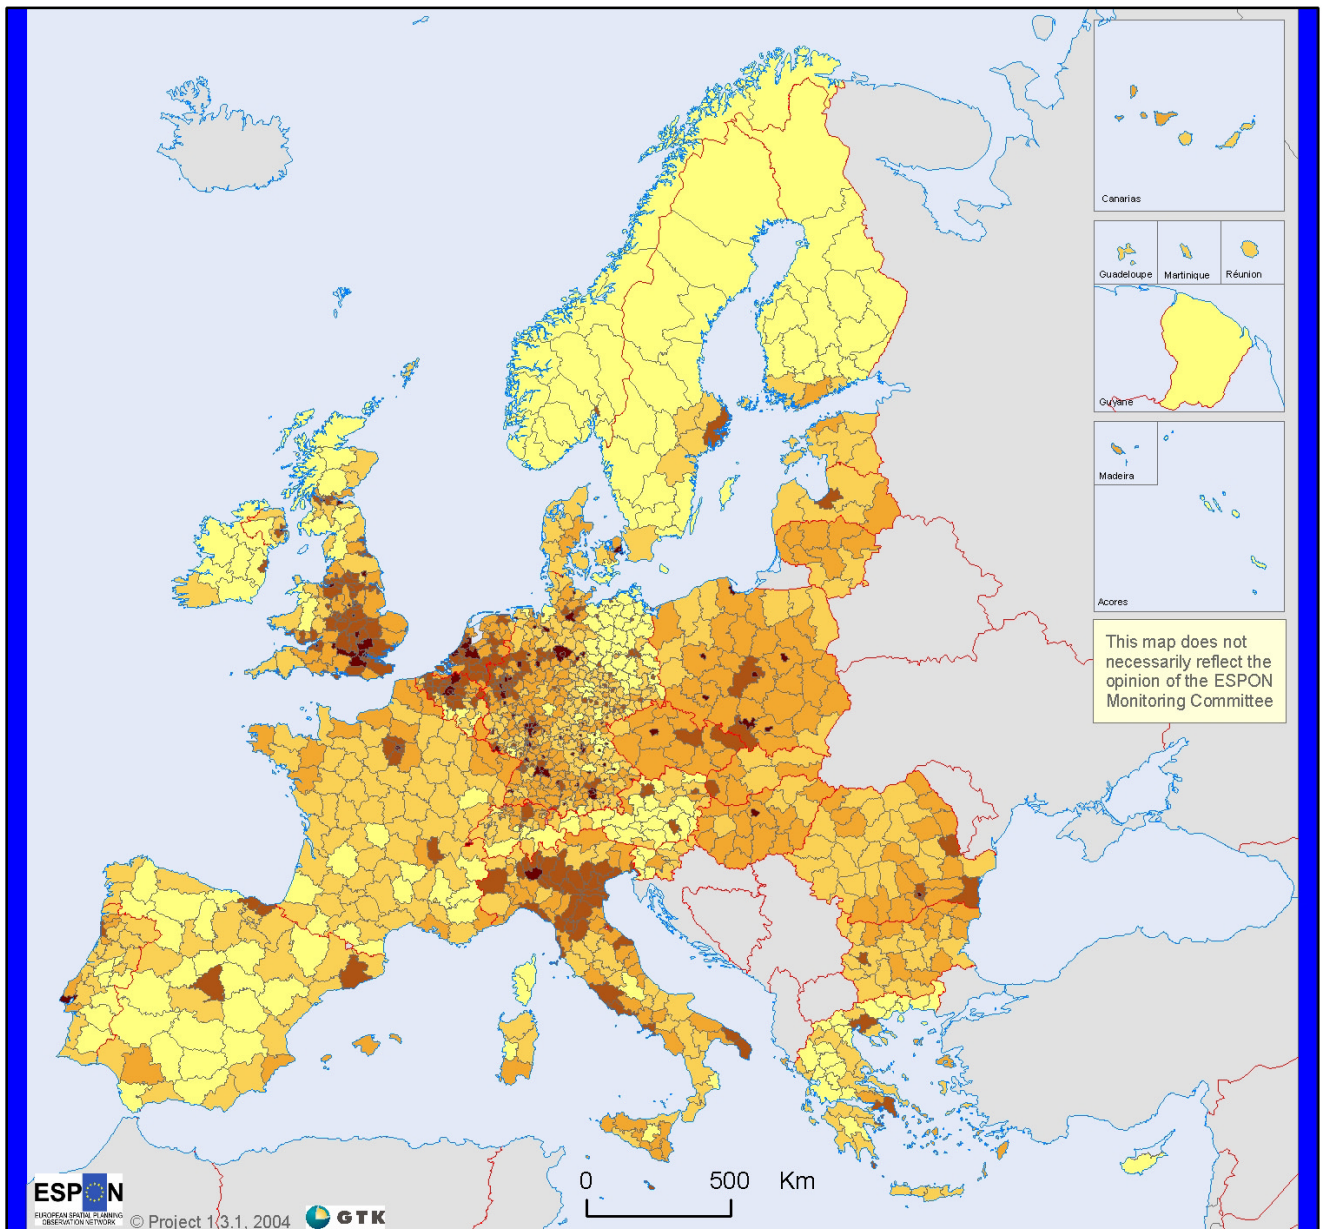 Canarias
Guadeloupe
Martinique
Réunion
Guyane
Madeira
Acores
This map does not
necessarily reflect the
opinion of the ESPON
Monitoring Committee
0 500 Km
ESPON
EUROPEAN SPATIAL PLANNING
OBSERVATION NETWORK
© Project 1.3.1, 2004
GTK